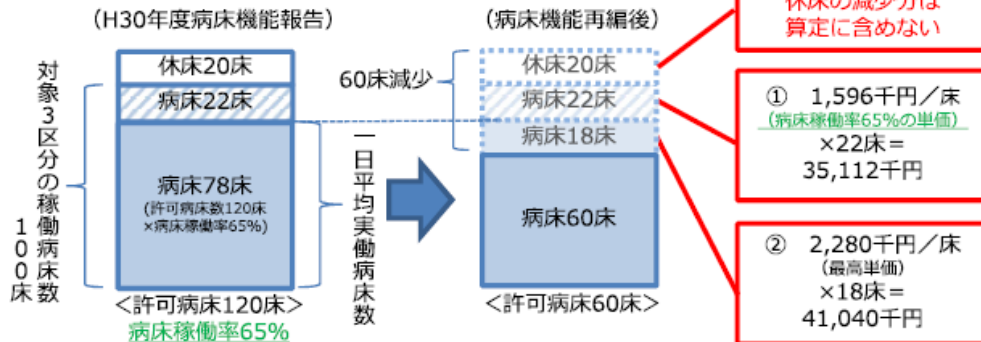 （H30年度病床機能報告）
休床20床
病床22床
病床78床
（許可病床数120床
×病床稼働率65%）
対象3区分の稼働病床数
100床
一日平均実働病床数
＜許可病床120床＞
病床稼働率65%
（病床機能再編後）
60床減少
休床20床
病床22床
病床18床
病床60床
＜許可病床60床＞
休床の減少分は
算定に含めない
①　1,596千円／床
（病床稼働率65%の単価）
×22床＝
35,112千円
②　2,280千円／床
（最高単価）
×18床＝
41,040千円